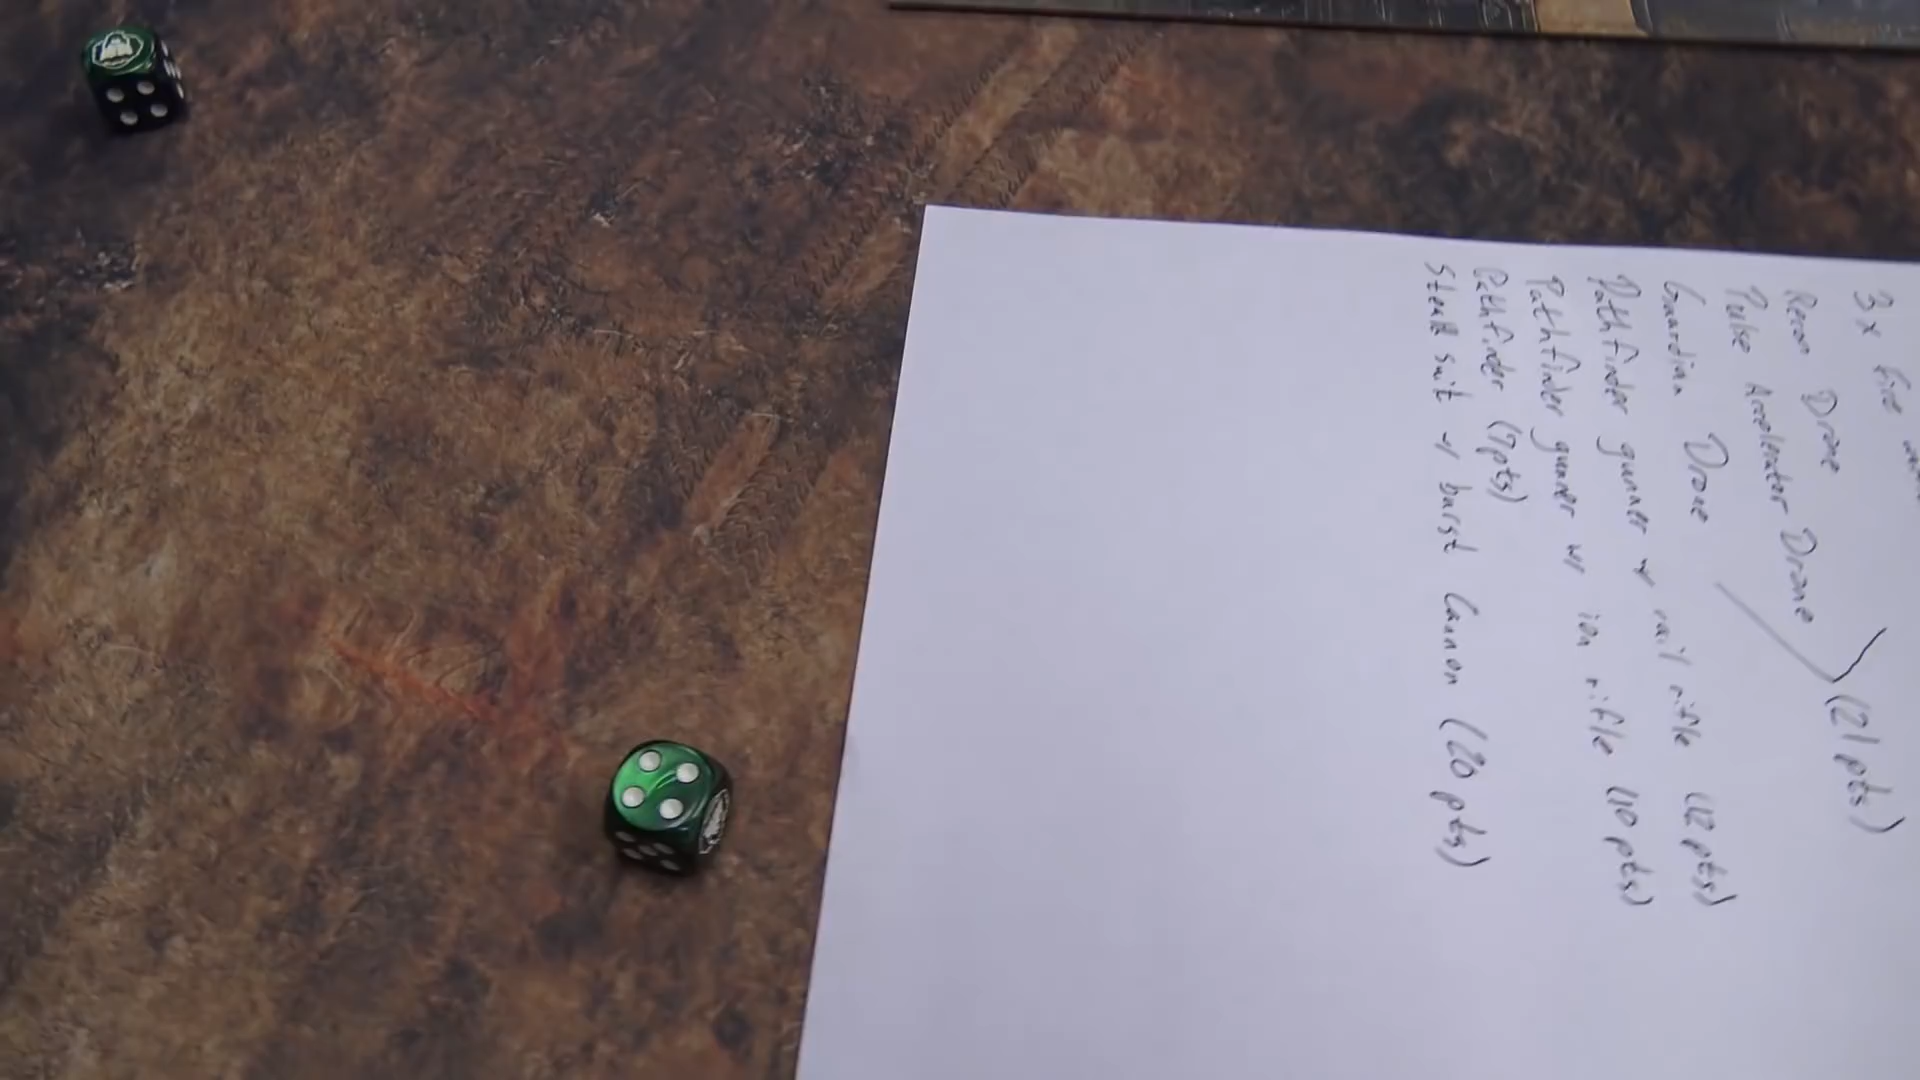 3x Fire
Recon Drone
Pulse Accelerator Drone
Guardian Drone
(21 pts)
Pathfinder gunner w/ rail rifle (12 pts)
Pathfinder gunner w/ ion rifle (10 pts)
Pathfinder (7pts)
Stealth Suit w/ burst Cannon (20 pts)